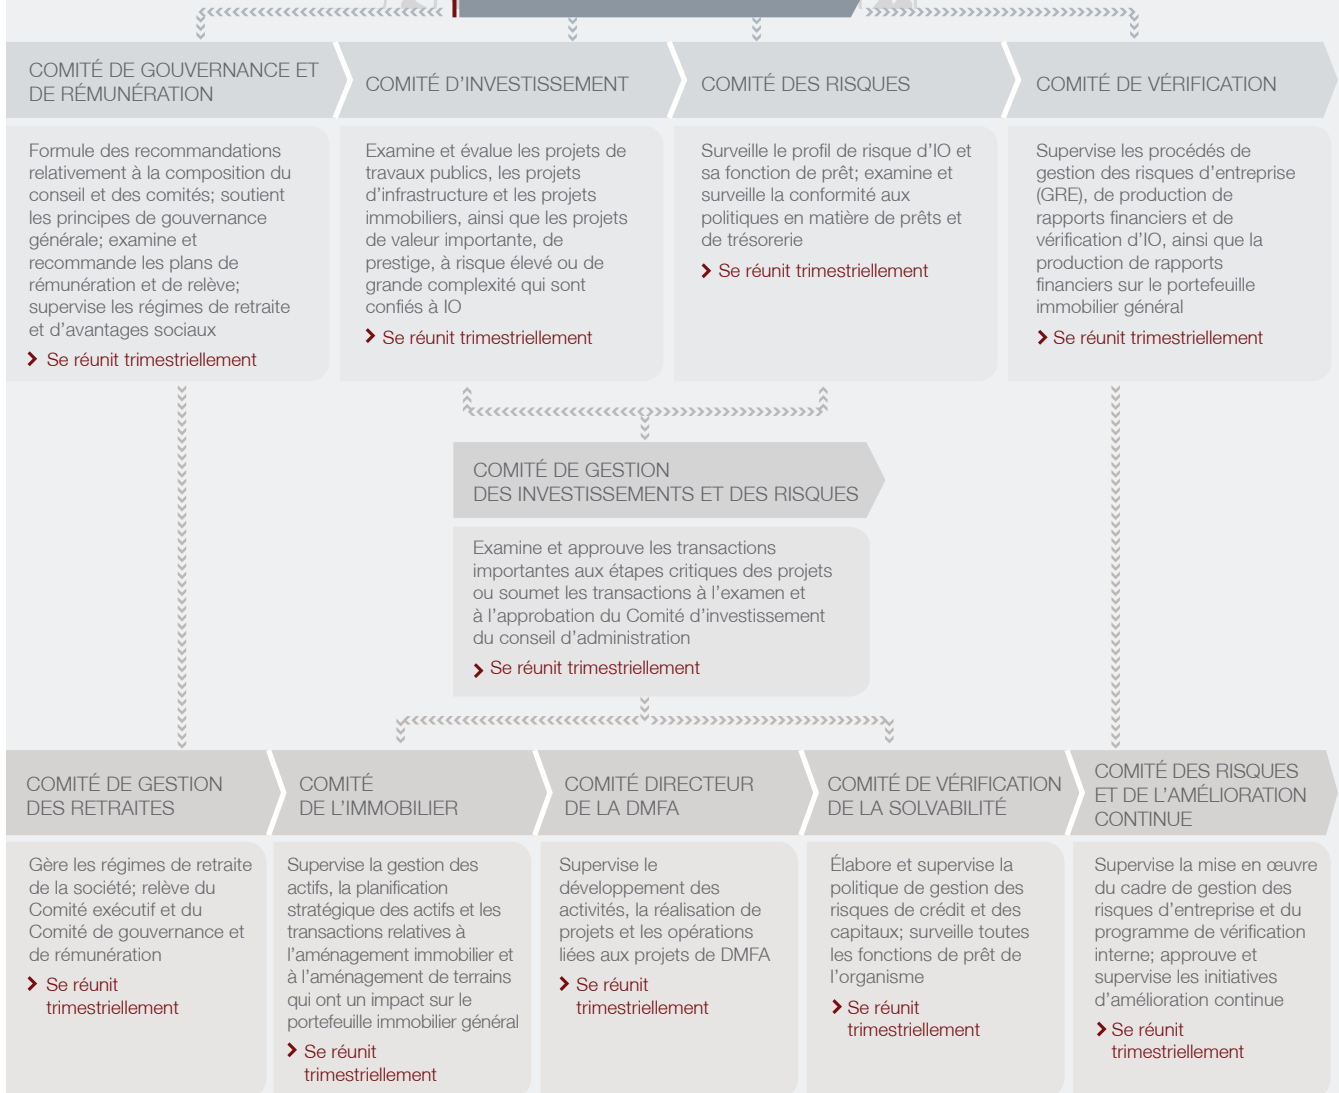 COMITÉ DE GOUVERNANCE ET
DE RÉMUNÉRATION
Formule des recommandations
relativement à la composition du
conseil et des comités; soutient
les principes de gouvernance
générale; examine et
recommande les plans de
rémunération et de relève;
supervise les régimes de retraite
et d'avantages sociaux
Se réunit trimestriellement
COMITÉ D'INVESTISSEMENT
Examine et évalue les projets de
travaux publics, les projets
d'infrastructure et les projets
immobiliers, ainsi que les projets
de valeur importante, de
prestige, à risque élevé ou de
grande complexité qui sont
confiés à IO
Se réunit trimestriellement
COMITÉ DES RISQUES
Surveille le profil de risque d'IO et
sa fonction de prêt; examine et
surveille la conformité aux
politiques en matière de prêts et
de trésorerie
Se réunit trimestriellement
COMITÉ DE VÉRIFICATION
Supervise les procédés de
gestion des risques d'entreprise
(GRE), de production de
rapports financiers et de
vérification d'IO, ainsi que la
production de rapports
financiers sur le portefeuille
immobilier général
Se réunit trimestriellement
COMITÉ DE GESTION
DES INVESTISSEMENTS ET DES RISQUES
Examine et approuve les transactions
importantes aux étapes critiques des projets
ou soumet les transactions à l'examen et
à l'approbation du Comité d'investissement
du conseil d'administration
Se réunit trimestriellement
COMITÉ DE GESTION
DES RETRAITES
Gère les régimes de retraite
de la société; relève du
Comité exécutif et du
Comité de gouvernance et
de rémunération
Se réunit
trimestriellement
COMITÉ
DE L'IMMOBILIER
Supervise la gestion des
actifs, la planification
stratégique des actifs et les
transactions relatives à
l'aménagement immobilier et
à l'aménagement de terrains
qui ont un impact sur le
portefeuille immobilier général
Se réunit
trimestriellement
COMITÉ DIRECTEUR
DE LA DMFA
Supervise le
développement des
activités, la réalisation de
projets et les opérations
liées aux projets de DMFA
Se réunit
trimestriellement
COMITÉ DE VÉRIFICATION
DE LA SOLVABILITÉ
Élabore et supervise la
politique de gestion des
risques de crédit et des
capitaux; surveille toutes
les fonctions de prêt de
l'organisme
Se réunit
trimestriellement
COMITÉ DES RISQUES
ET DE L'AMÉLIORATION
CONTINUE
Supervise la mise en œuvre
du cadre de gestion des
risques d'entreprise et du
programme de vérification
interne; approuve et
supervise les initiatives
d'amélioration continue
Se réunit
trimestriellement